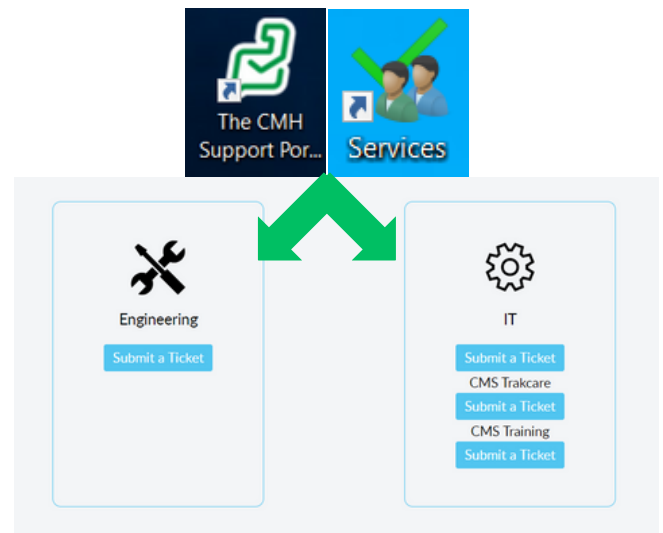 The CMH
Support Por...
Services
Engineering
Submit a Ticket
IT
Submit a Ticket
CMS Trakcare
Submit a Ticket
CMS Training
Submit a Ticket